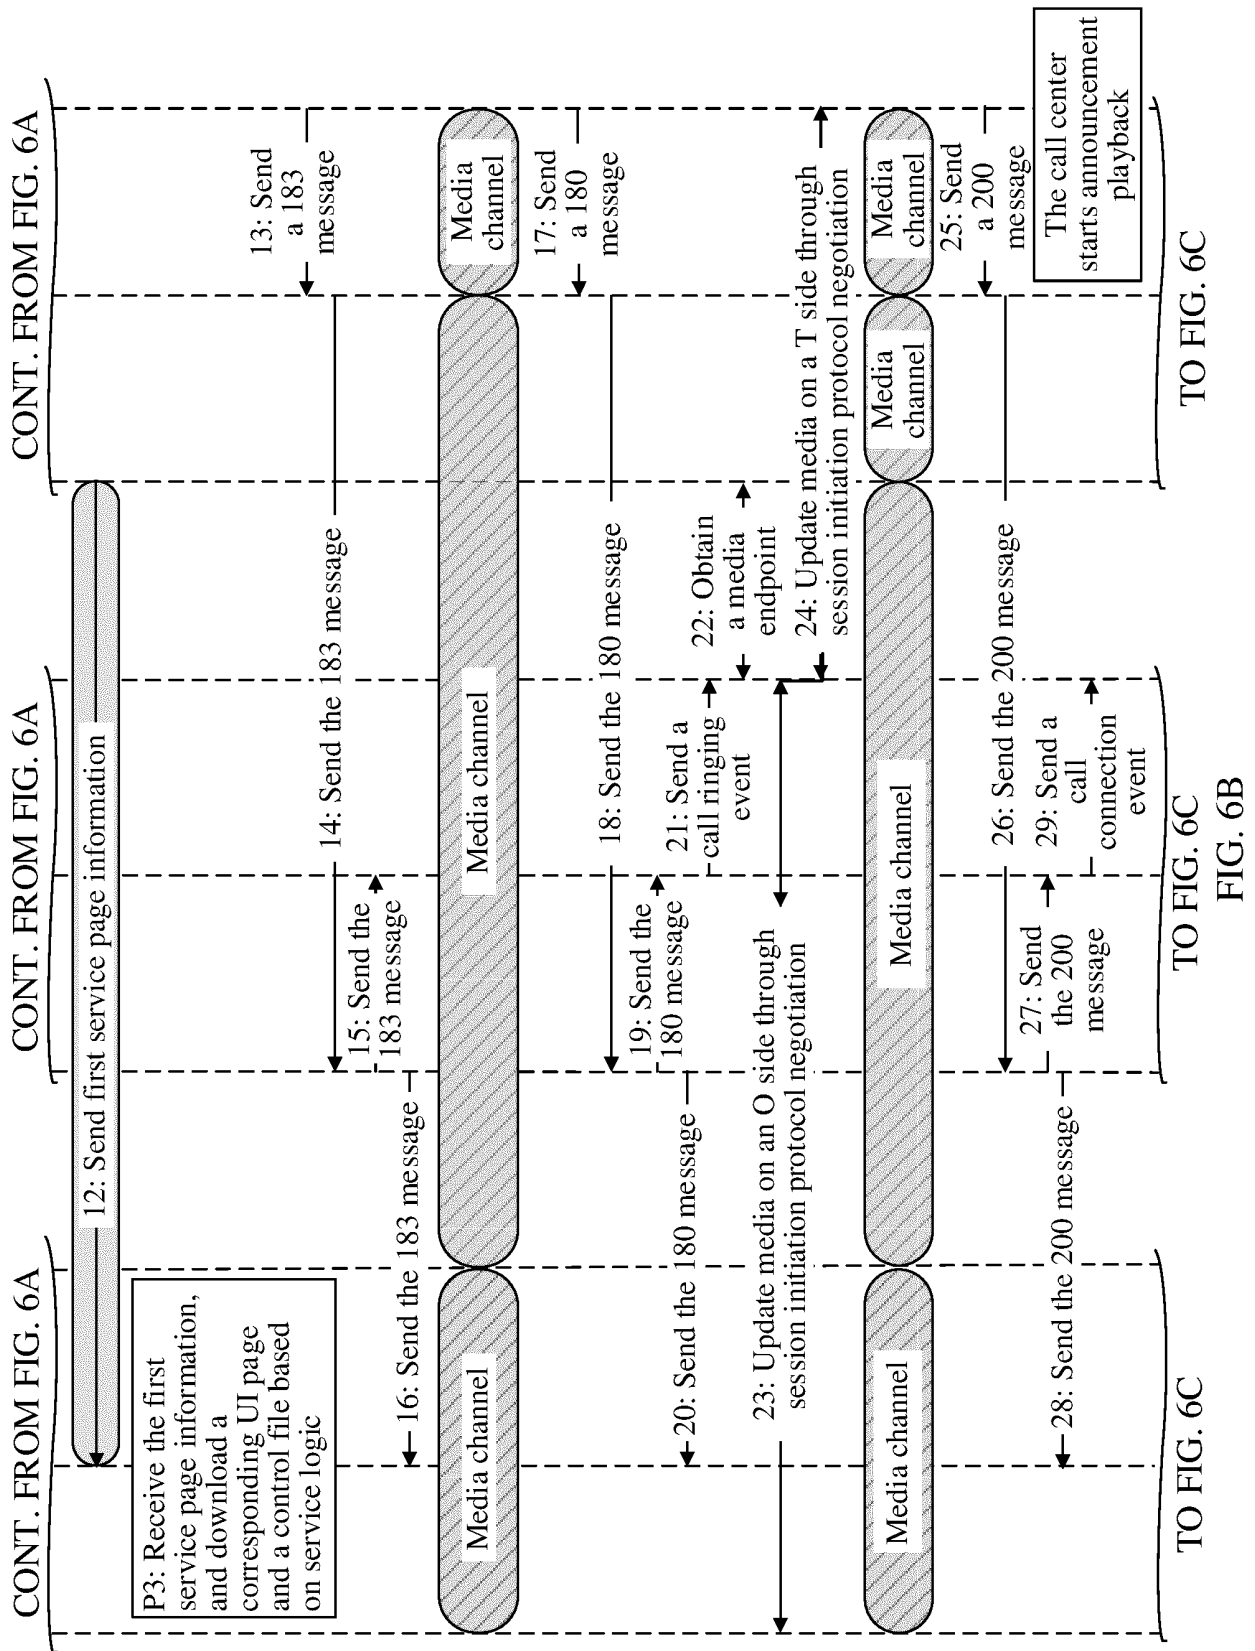 CONT. FROM FIG. 6A
CONT. FROM FIG. 6A
CONT. FROM FIG. 6A
12: Send first service page information
P3: Receive the first
service page information,
and download a
corresponding UI page
and a control file based
on service logic
13: Send
a 183
message
14: Send the 183 message
15: Send the
183 message
16: Send the 183 message
Media channel
Media channel
Media
channel
17: Send
a 180
message
18: Send the 180 message
19: Send the
180 message
20: Send the 180 message
21: Send a
call ringing
event
22: Obtain
a media
endpoint
23: Update media on an O side through
session initiation protocol negotiation
24: Update media on a T side through
session initiation protocol negotiation
Media channel
Media channel
Media
channel
Media
channel
25: Send
a 200
message
26: Send the 200 message
27: Send
the 200
message
28: Send the 200 message
29: Send a
call
connection
event
The call center
starts announcement
playback
TO FIG. 6C
TO FIG. 6C
TO FIG. 6C
FIG. 6B